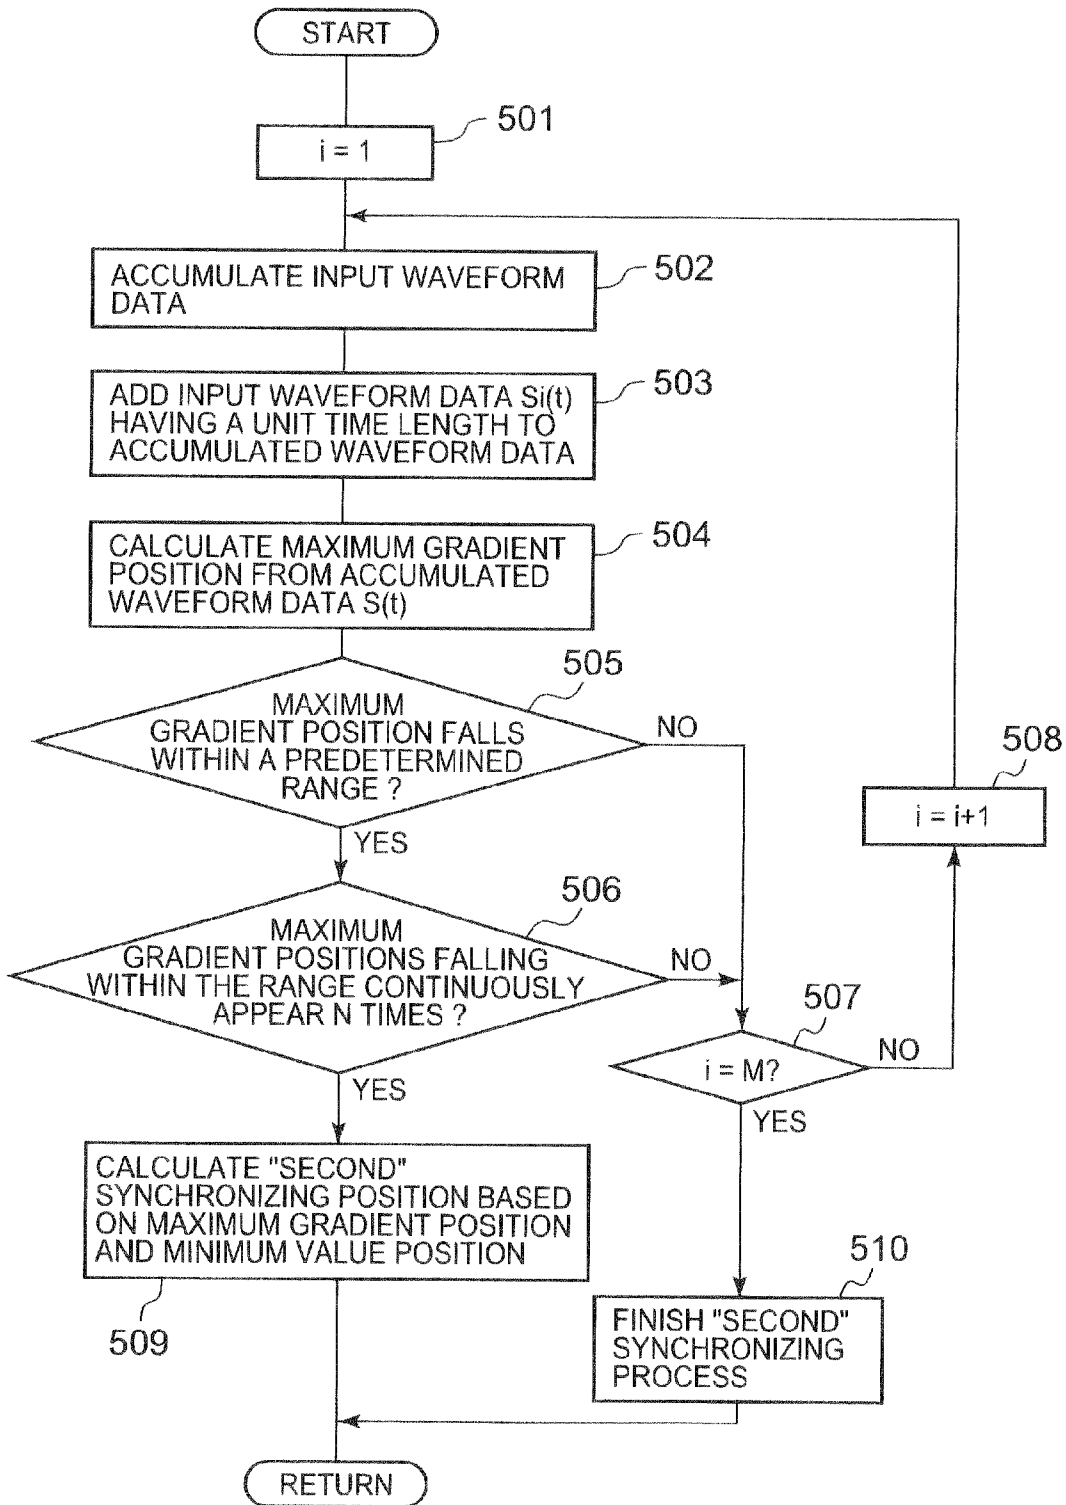 START
501
i = 1
502
ACCUMULATE INPUT WAVEFORM
DATA
503
ADD INPUT WAVEFORM DATA Si(t)
HAVING A UNIT TIME LENGTH TO
ACCUMULATED WAVEFORM DATA
504
CALCULATE MAXIMUM GRADIENT
POSITION FROM ACCUMULATED
WAVEFORM DATA S(t)
505
MAXIMUM
GRADIENT POSITION FALLS
WITHIN A PREDETERMINED
RANGE ?
NO
YES
508
i = i+1
506
MAXIMUM
GRADIENT POSITIONS FALLING
WITHIN THE RANGE CONTINUOUSLY
APPEAR N TIMES ?
NO
YES
507
i = M?
NO
YES
CALCULATE "SECOND"
SYNCHRONIZING POSITION BASED
ON MAXIMUM GRADIENT POSITION
AND MINIMUM VALUE POSITION
509
510
FINISH "SECOND"
SYNCHRONIZING
PROCESS
RETURN